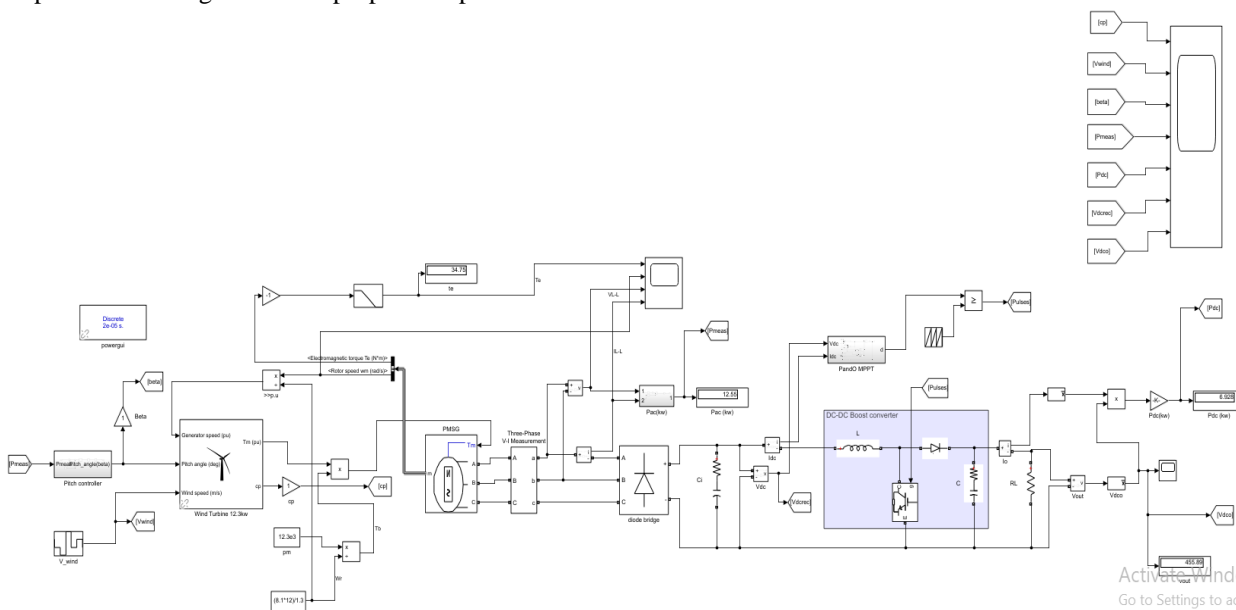 [cp]
[Vwind]
[beta]
[Pmeas]
[Pdc]
[Vdcrec]
[Vdco]
Discrete
2e-05 s.
powergui
-1
34.75
te
Te
VL-L
IL-L
<Electromagnetic torque Te (N*m)>
<Rotor speed wm (rad/s)>
>>p.u
[beta]
1
Beta
[Pmeas]
Pitch controller
Generator speed (pu)
Pitch angle (deg)
Wind speed (m/s)
Tm (pu)
cp
Wind Turbine 12.3kw
1
cp
[cp]
[Vwind]
V_wind
12.3e3
pm
(8.1*12)/1.3
PMSG
Tm
m
A
B
C
Three-Phase
V-I Measurement
A
B
C
a
b
c
[Pmeas]
Pac(kw)
12.55
Pac (kw)
A
B
C
diode bridge
Ci
Vdc
[Vdcrec]
Idc
Vdc
Idc
d
PandO MPPT
≥
[Pulses]
[Pulses]
DC-DC Boost converter
L
C
Io
RL
Vout
Vdco
-K-
Pdc(kw)
[Pdc]
6.928
Pdc (kw)
[Vdco]
455.89
vout
Go to Settings to ac